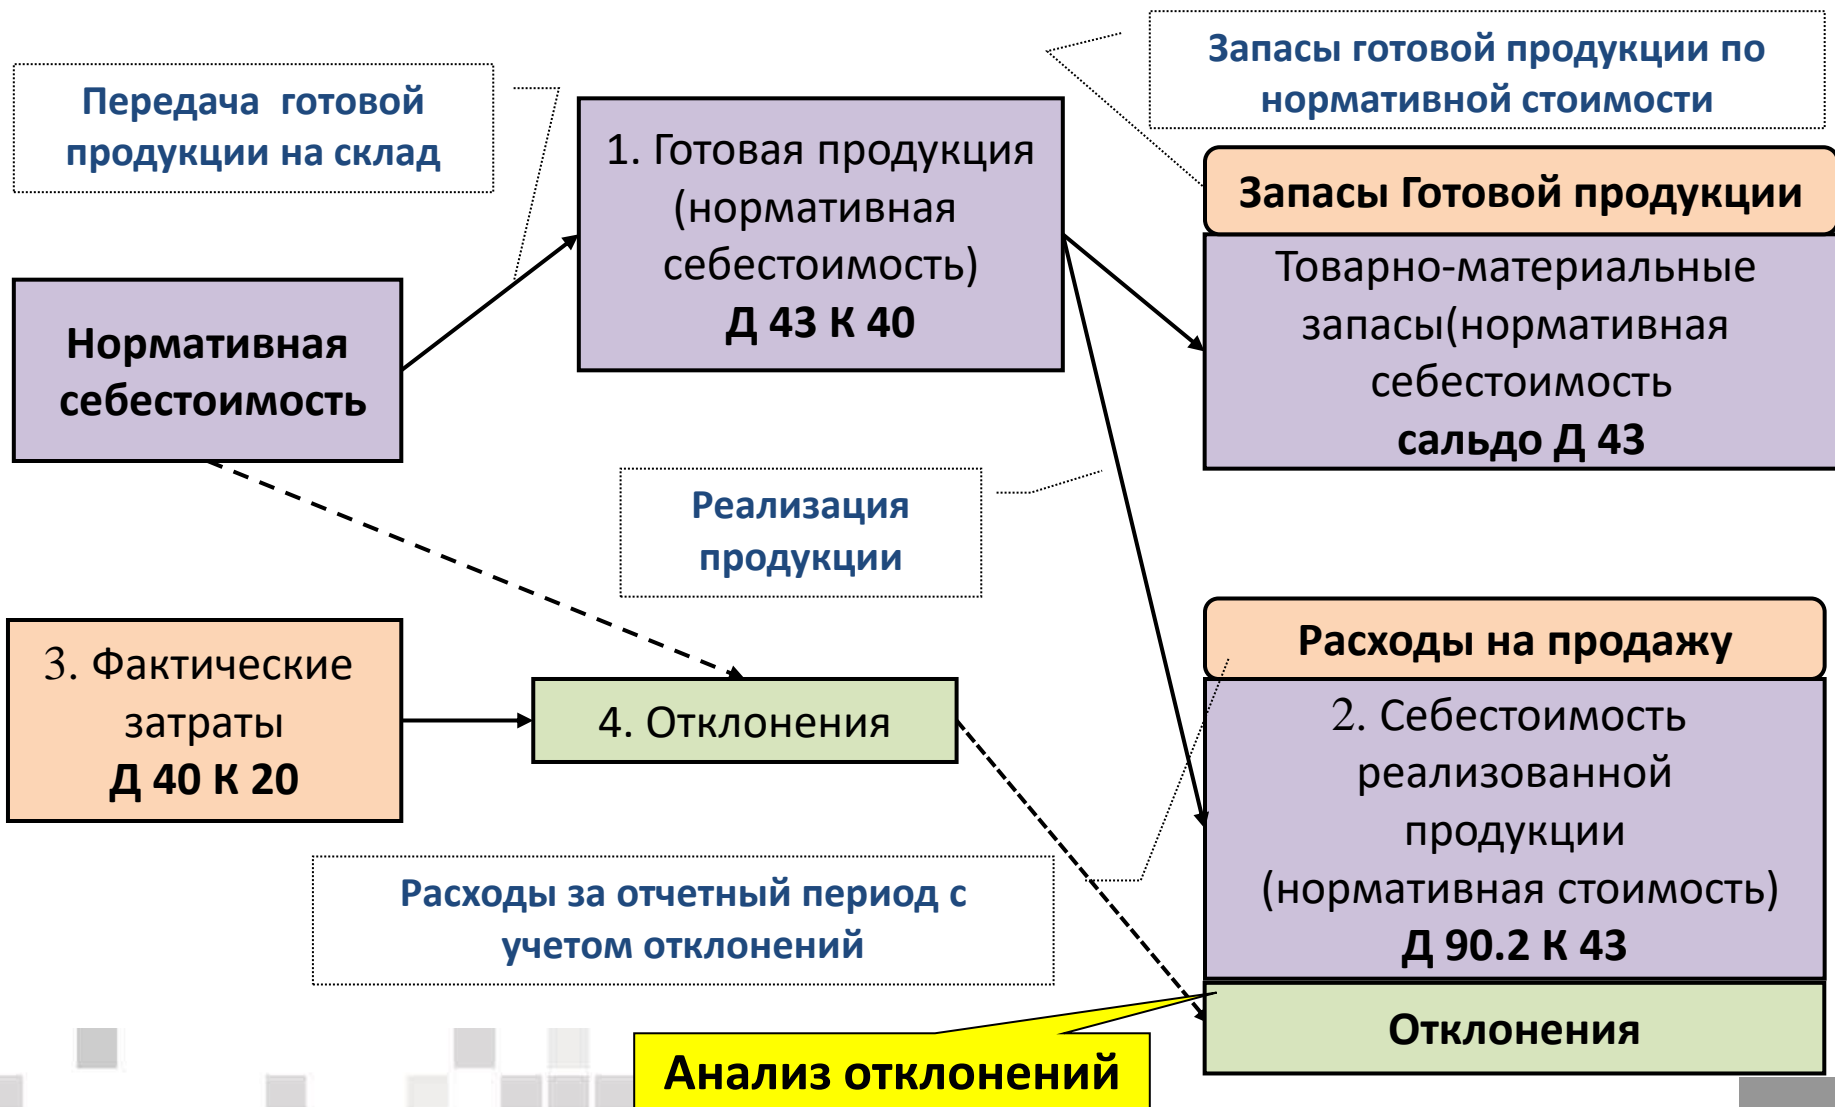 Передача готовой
продукции на склад
Запасы готовой продукции по
нормативной стоимости
1. Готовая продукция
(нормативная
себестоимость)
Д 43 К 40
Запасы Готовой продукции
Товарно-материальные
запасы(нормативная
себестоимость
сальдо Д 43
Нормативная
себестоимость
Реализация
продукции
3. Фактические
затраты
Д 40 К 20
4. Отклонения
Расходы на продажу
2. Себестоимость
реализованной
продукции
(нормативная стоимость)
Д 90.2 К 43
Расходы за отчетный период с
учетом отклонений
Отклонения
Анализ отклонений